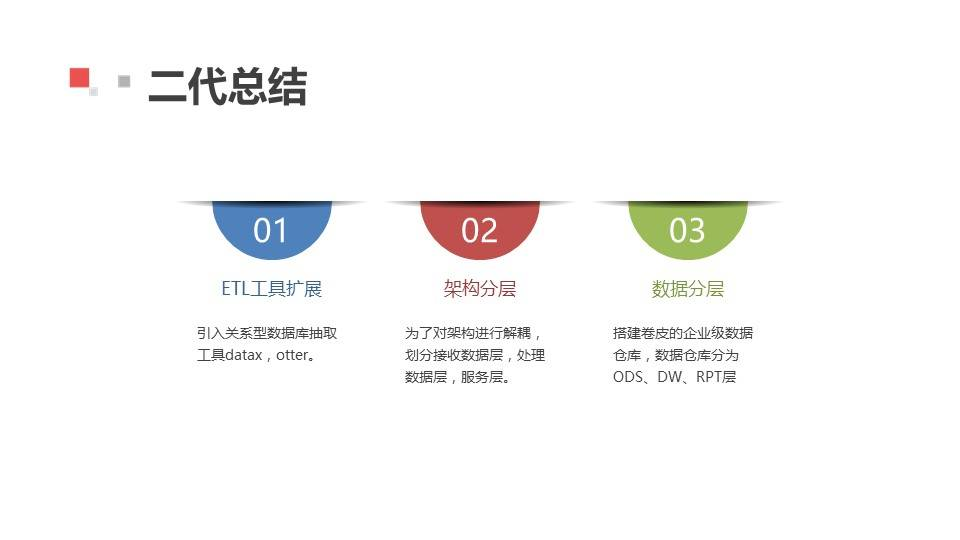 二代总结
01
ETL工具扩展
引入关系型数据库抽取
工具datax，otter。
02
架构分层
为了对架构进行解耦，
划分接收数据层，处理
数据层，服务层。
03
数据分层
搭建卷皮的企业级数据
仓库，数据仓库分为
ODS、DW、RPT层